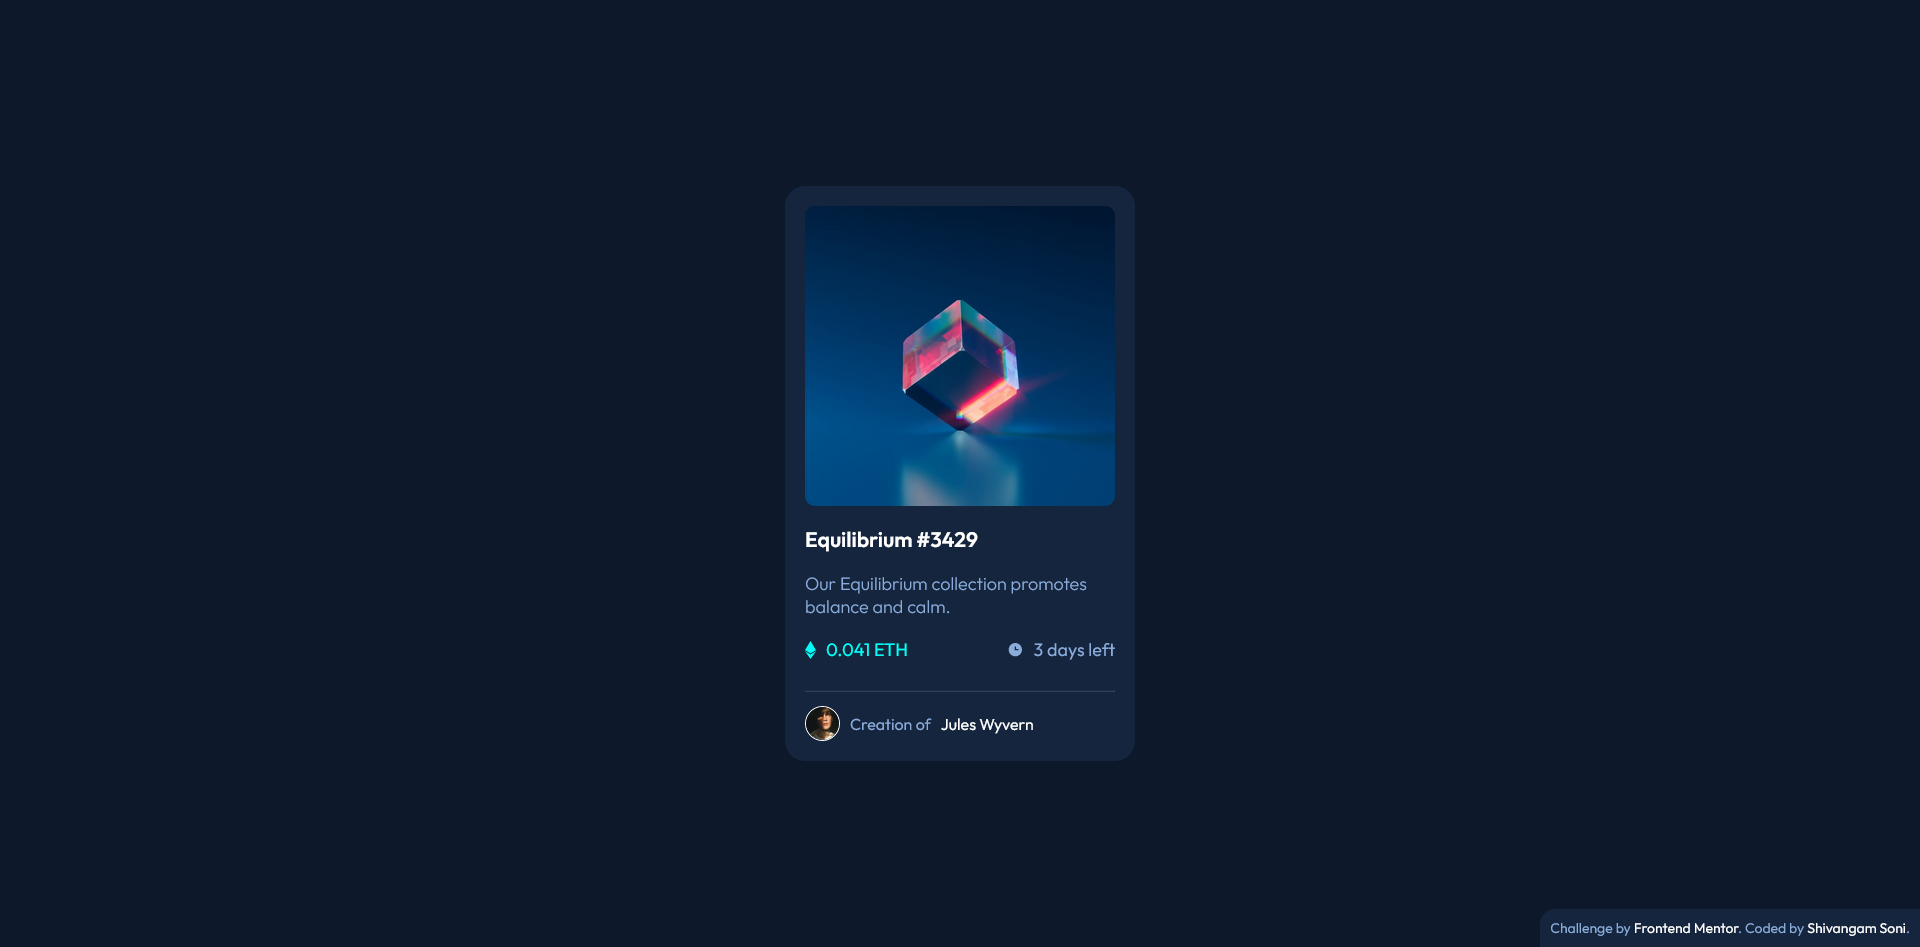 Equilibrium #3429
Our Equilibrium collection promotes
balance and calm.
0.041 ETH
3 days left
Creation of Jules Wyvern
Challenge by Frontend Mentor. Coded by Shivangam Soni.